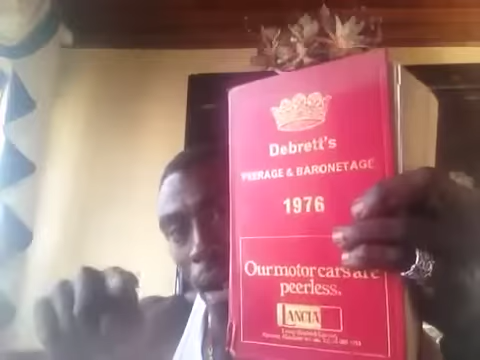 Debrett's
PEERAGE & BARONETAGE
1976
Our motor cars are
peerless.
LANCIA